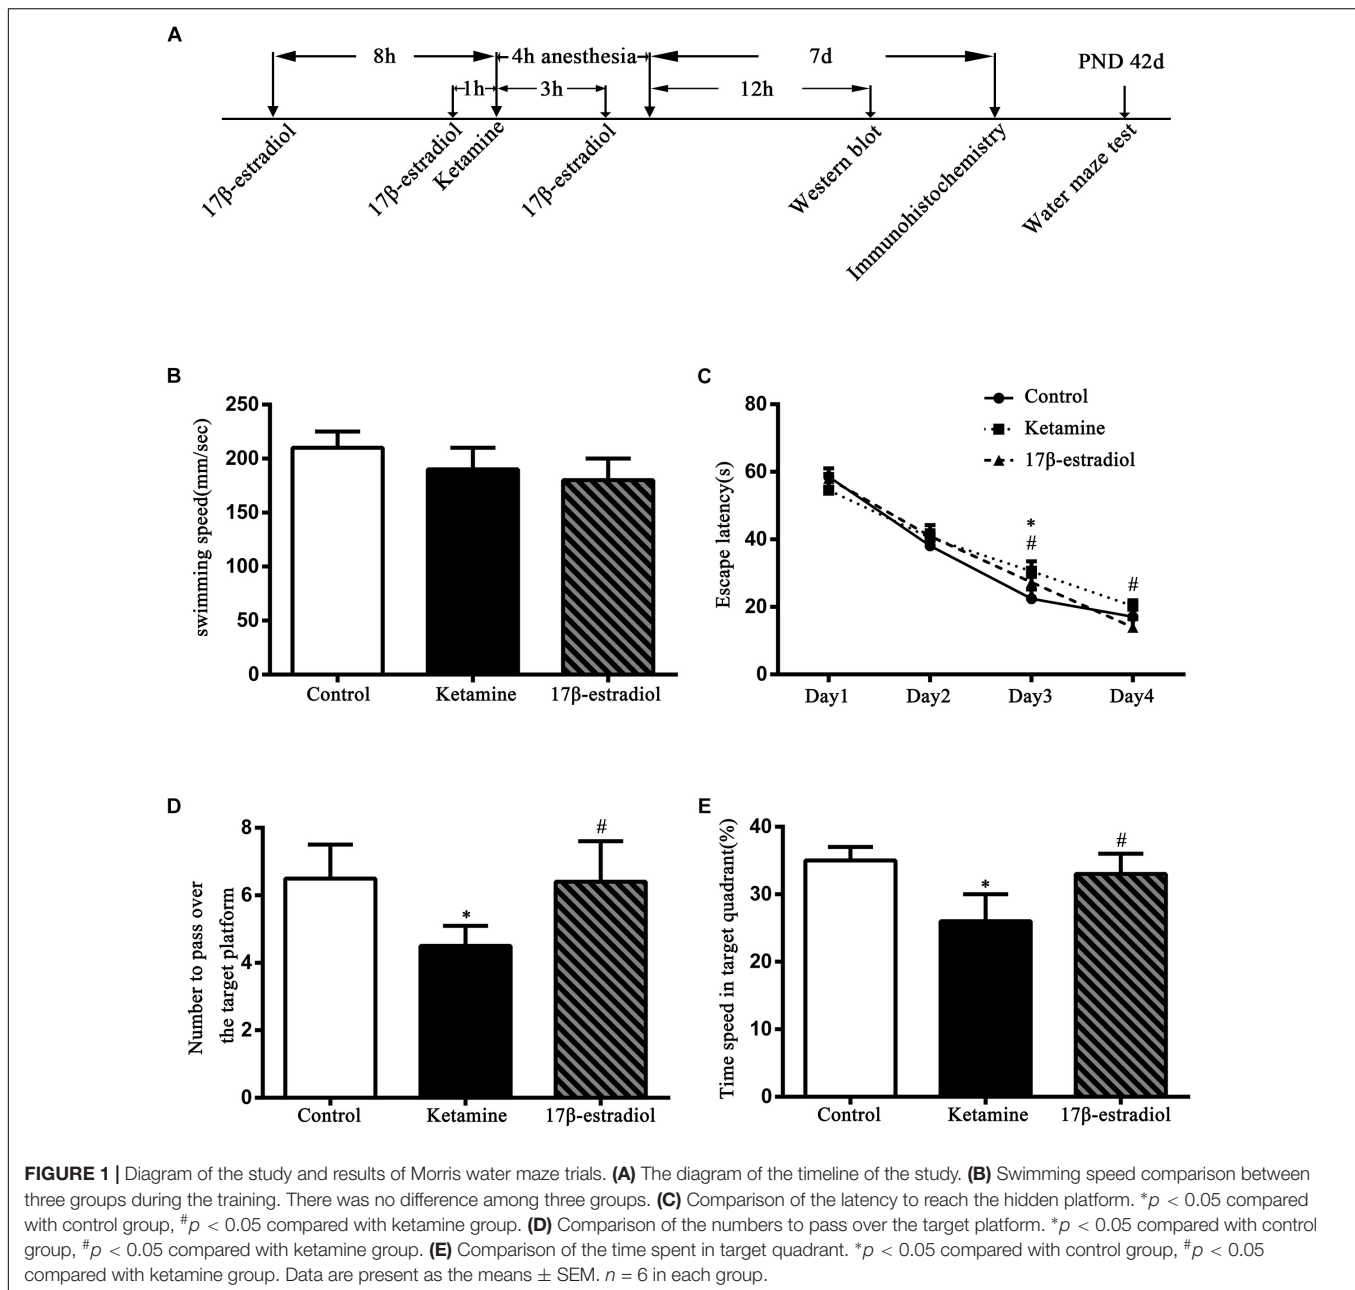 A
8h
4h anesthesia
7d
PND 42d
1h
3h
12h
17β-estradiol
17β-estradiol
Ketamine
17β-estradiol
Western blot
Immunohistochemistry
Water maze test
B
swimming speed(mm/sec)
250
200
150
100
50
0
Control
Ketamine
17β-estradiol
C
Escape latency(s)
80
60
40
20
0
Control
Ketamine
17β-estradiol
*
#
#
Day1
Day2
Day3
Day4
D
Number to pass over
the target platform
8
6
4
2
0
*
#
Control
Ketamine
17β-estradiol
E
Time speed in target quadrant(%)
40
30
20
10
0
*
#
Control
Ketamine
17β-estradiol
FIGURE 1 | Diagram of the study and results of Morris water maze trials. (A) The diagram of the timeline of the study. (B) Swimming speed comparison between
three groups during the training. There was no difference among three groups. (C) Comparison of the latency to reach the hidden platform. *p < 0.05 compared
with control group, #p < 0.05 compared with ketamine group. (D) Comparison of the numbers to pass over the target platform. *p < 0.05 compared with control
group, #p < 0.05 compared with ketamine group. (E) Comparison of the time spent in target quadrant. *p < 0.05 compared with control group, #p < 0.05
compared with ketamine group. Data are present as the means ± SEM. n = 6 in each group.